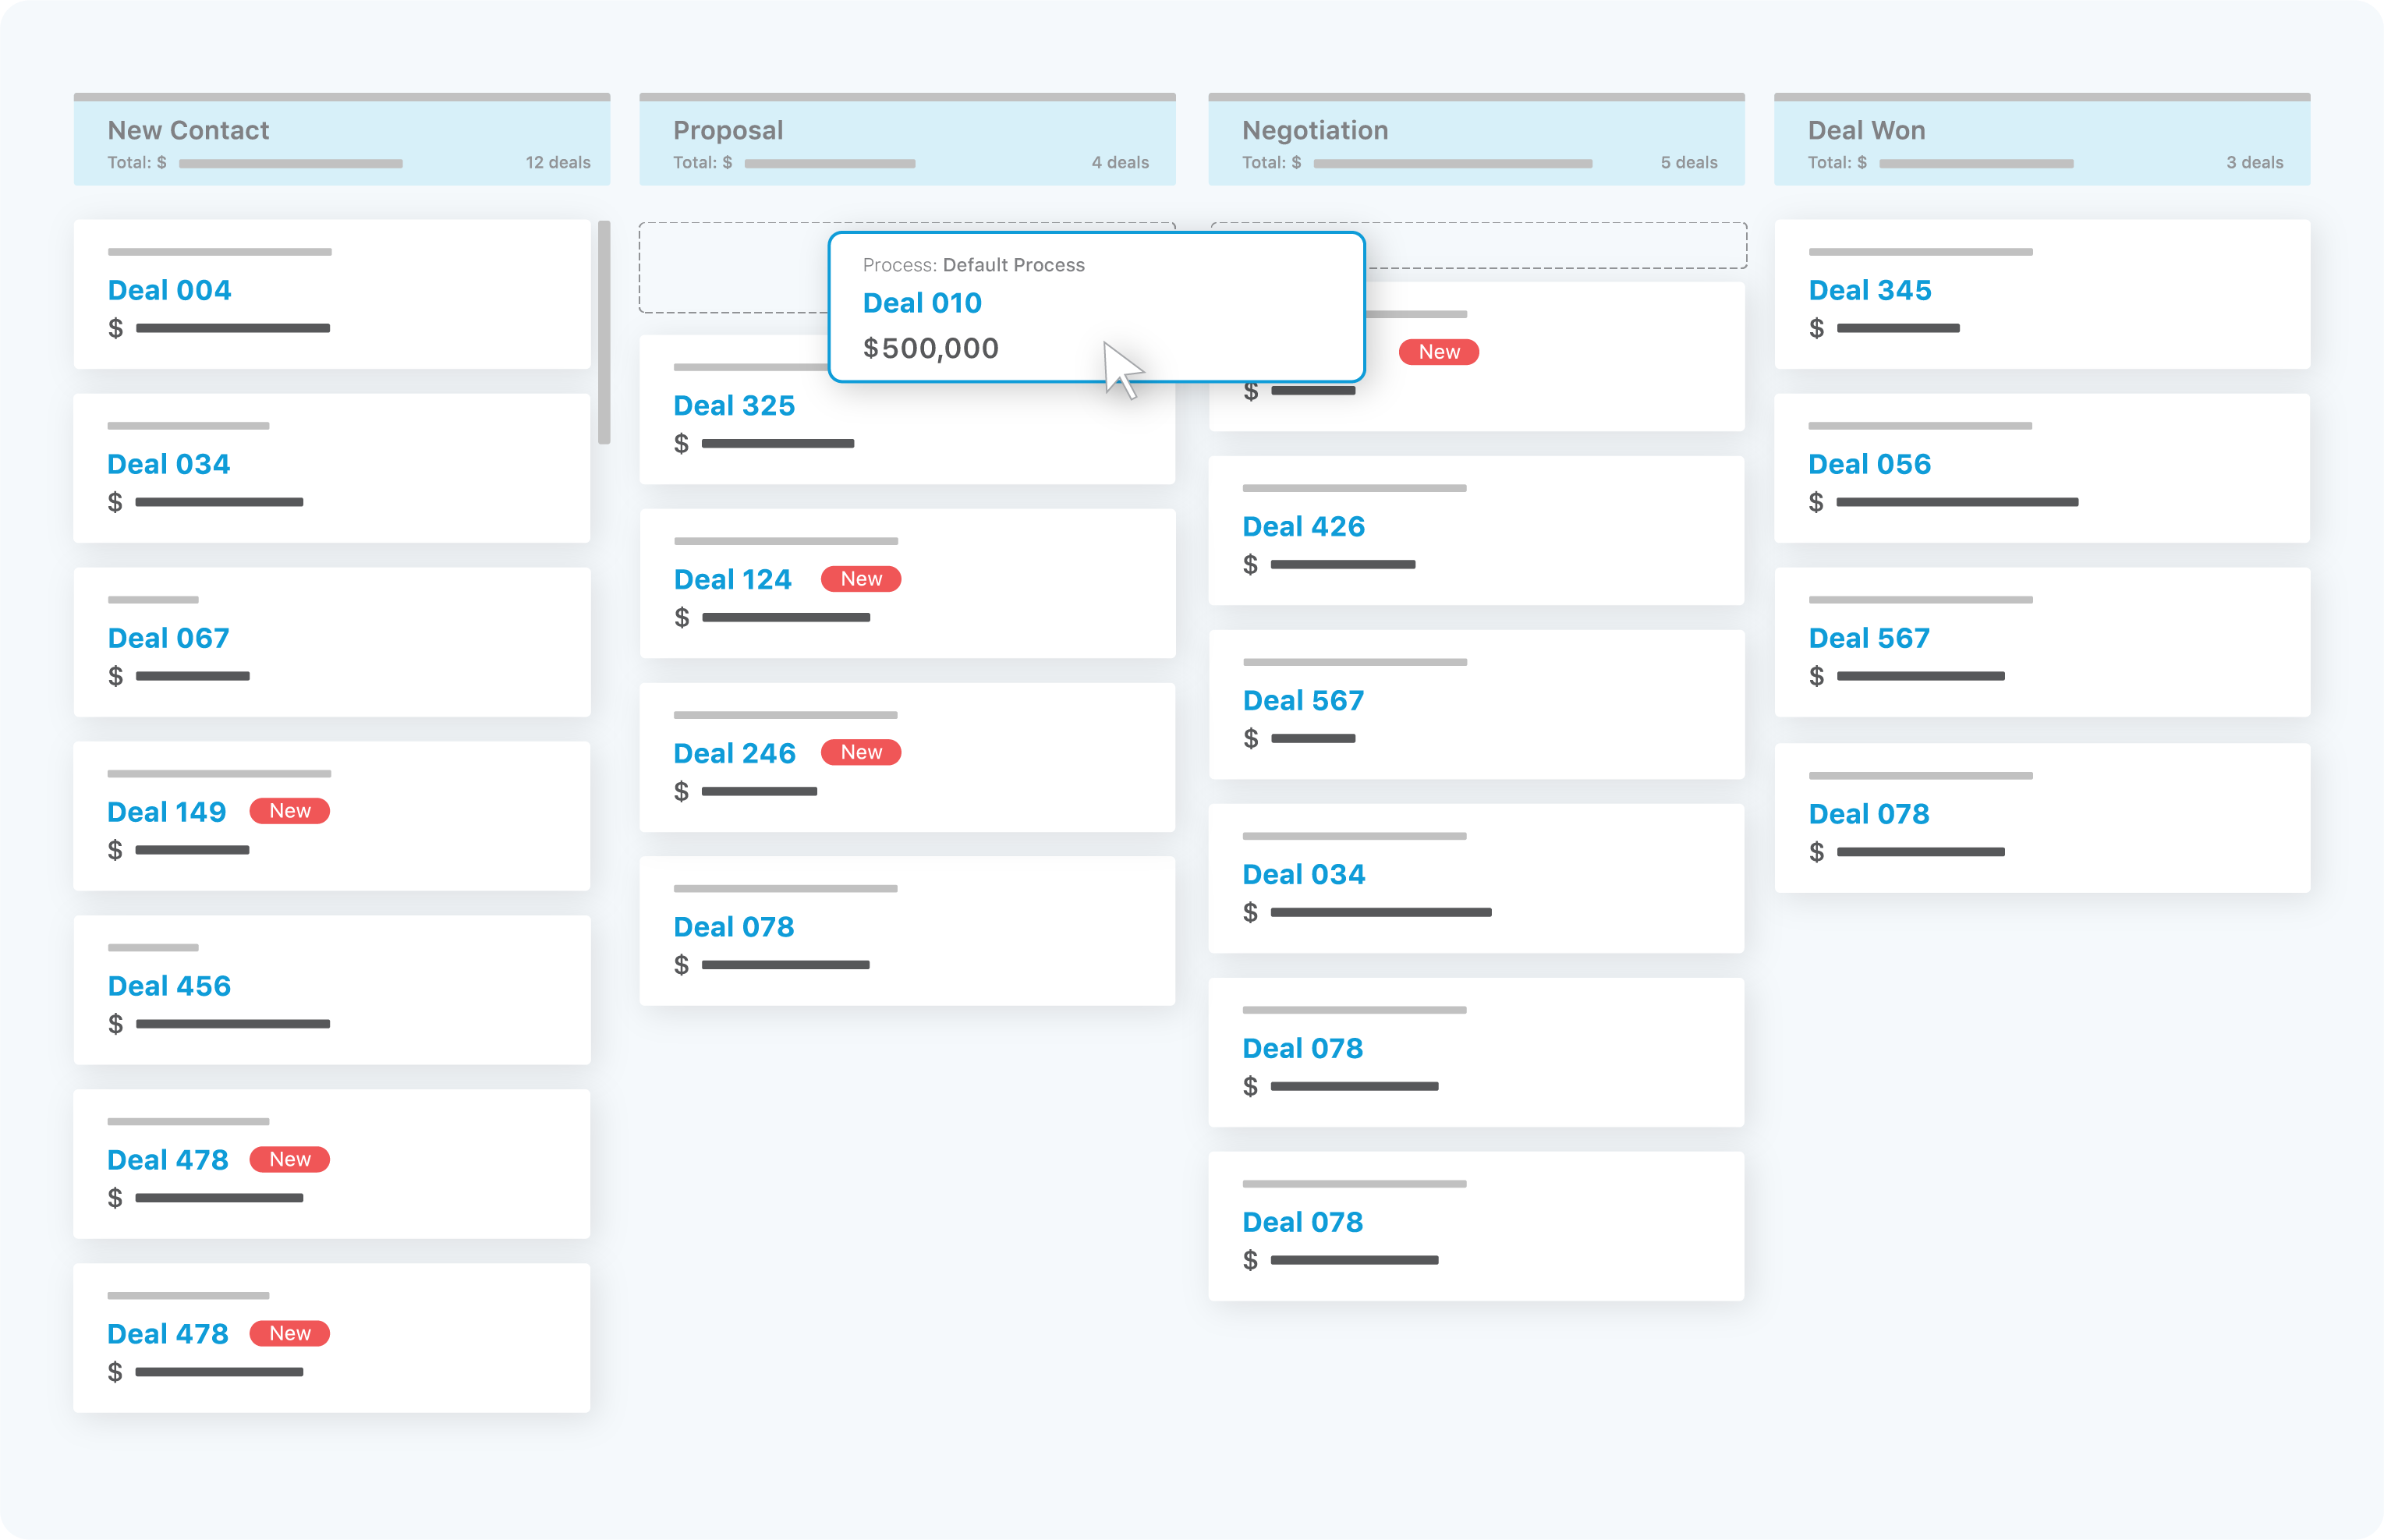 New Contact
Total: $
12 deals
Deal 004
$
Deal 034
$
Deal 067
$
Deal 149 New
$
Deal 456
$
Deal 478 New
$
Deal 478 New
$
Proposal
Total: $
4 deals
Process: Default Process
Deal 010
$500,000
Deal 325
$
Deal 124 New
$
Deal 246 New
$
Deal 078
$
Negotiation
Total: $
5 deals
New
$
Deal 426
$
Deal 567
$
Deal 034
$
Deal 078
$
Deal 078
$
Deal Won
Total: $
3 deals
Deal 345
$
Deal 056
$
Deal 567
$
Deal 078
$